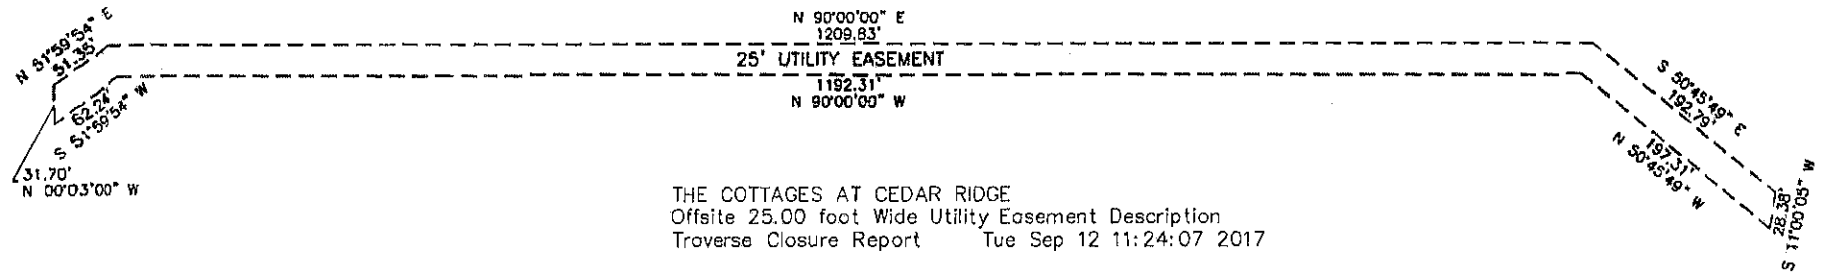 N 90°00'00" E
1209.83'
25' UTILITY EASEMENT
1192.31'
N 90°00'00" W
N 51°59'54" E
51.35'
62.24'
S 51°59'54" W
31.70'
N 00°03'00" W
S 50°45'49" E
192.79'
197.31'
N 50°45'49" W
28.38'
S 11°00'05" W
THE COTTAGES AT CEDAR RIDGE
Offsite 25.00 foot Wide Utility Easement Description
Traverse Closure Report Tue Sep 12 11:24:07 2017